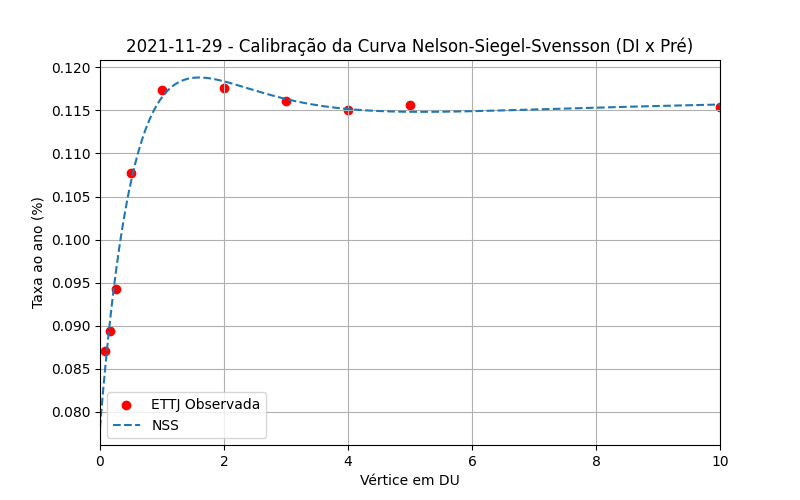 2021-11-29 - Calibração da Curva Nelson-Siegel-Svensson (DI x Pré)
Taxa ao ano (%)
0.120
0.115
0.110
0.105
0.100
0.095
0.090
0.085
0.080
ETTJ Observada
NSS
0 2 4 6 8 10
Vértice em DU